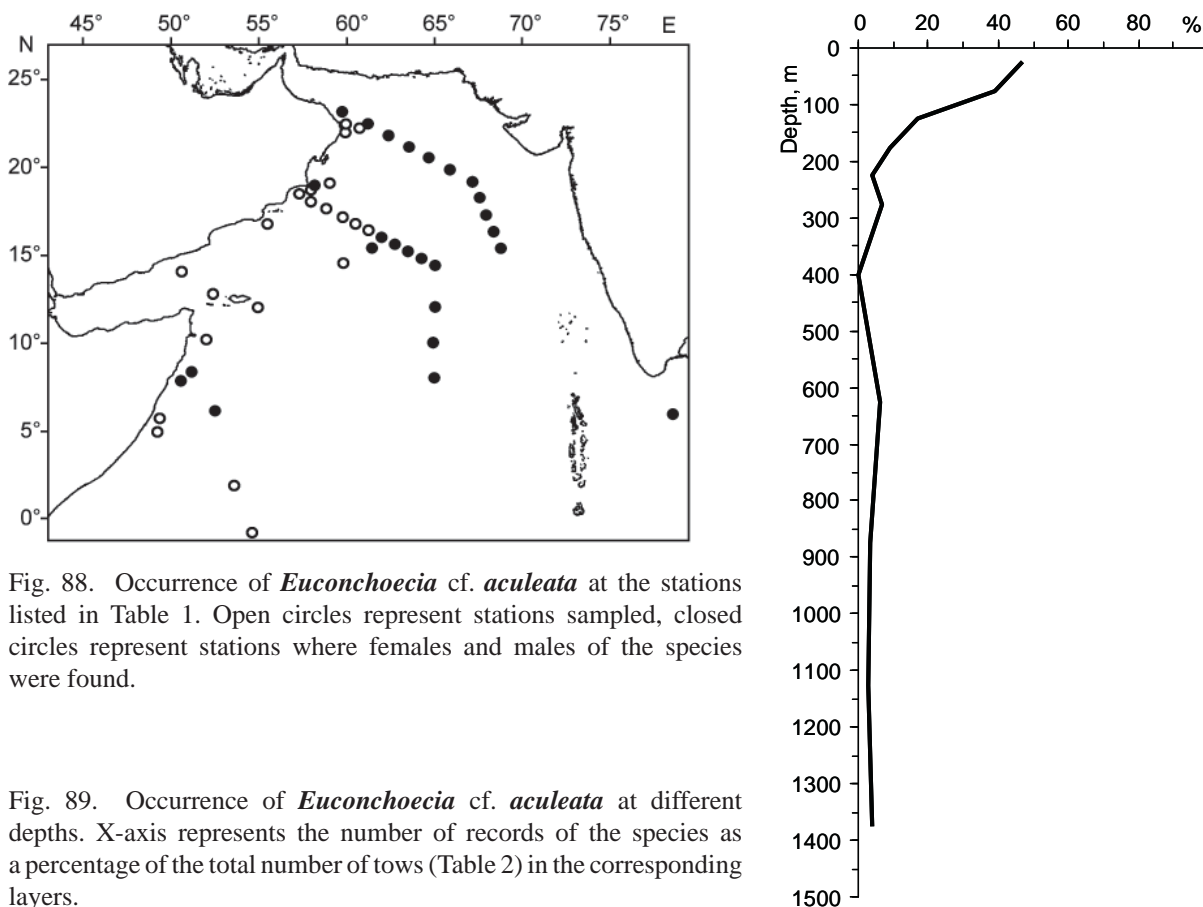 45° 50° 55° 60° 65° 70° 75° E
N
25°
20°
15°
10°
5°
0°
Fig. 88. Occurrence of Euconchoecia cf. aculeata at the stations
listed in Table 1. Open circles represent stations sampled, closed
circles represent stations where females and males of the species
were found.
Fig. 89. Occurrence of Euconchoecia cf. aculeata at different
depths. X-axis represents the number of records of the species as
a percentage of the total number of tows (Table 2) in the corresponding
layers.
0 20 40 60 80 %
Depth, m
0
100
200
300
400
500
600
700
800
900
1000
1100
1200
1300
1400
1500